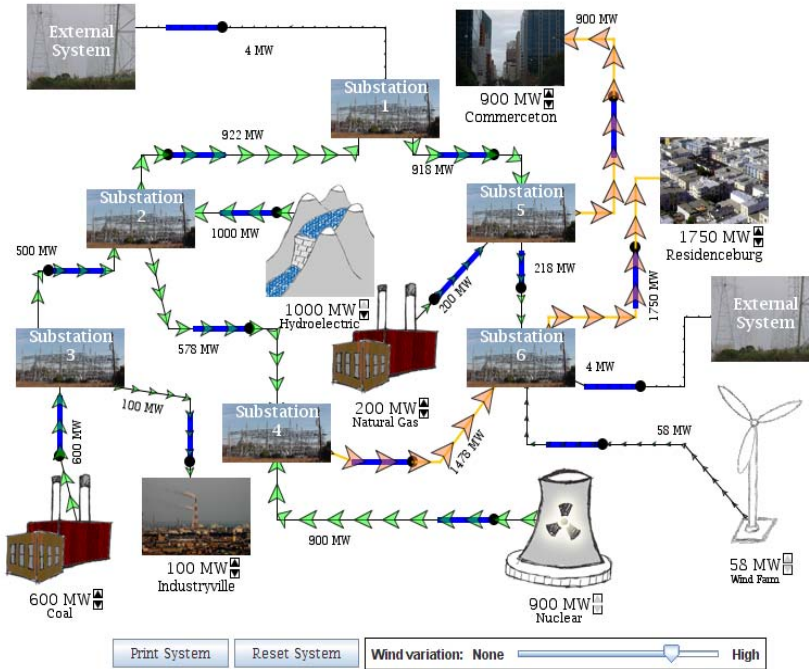 External
System
4 MW
900 MW
900 MW
Commerceton
Substation
1
922 MW
918 MW
Substation
2
1000 MW
Substation
5
1750 MW
Residenceburg
500 MW
1000 MW
Hydroelectric
200 MW
218 MW
1750 MW
External
System
578 MW
Substation
3
Substation
6
4 MW
100 MW
200 MW
Natural Gas
Substation
4
1478 MW
58 MW
600 MW
100 MW
Industryville
900 MW
600 MW
Coal
900 MW
Nuclear
58 MW
Wind Farm
Print System
Reset System
Wind variation: None High